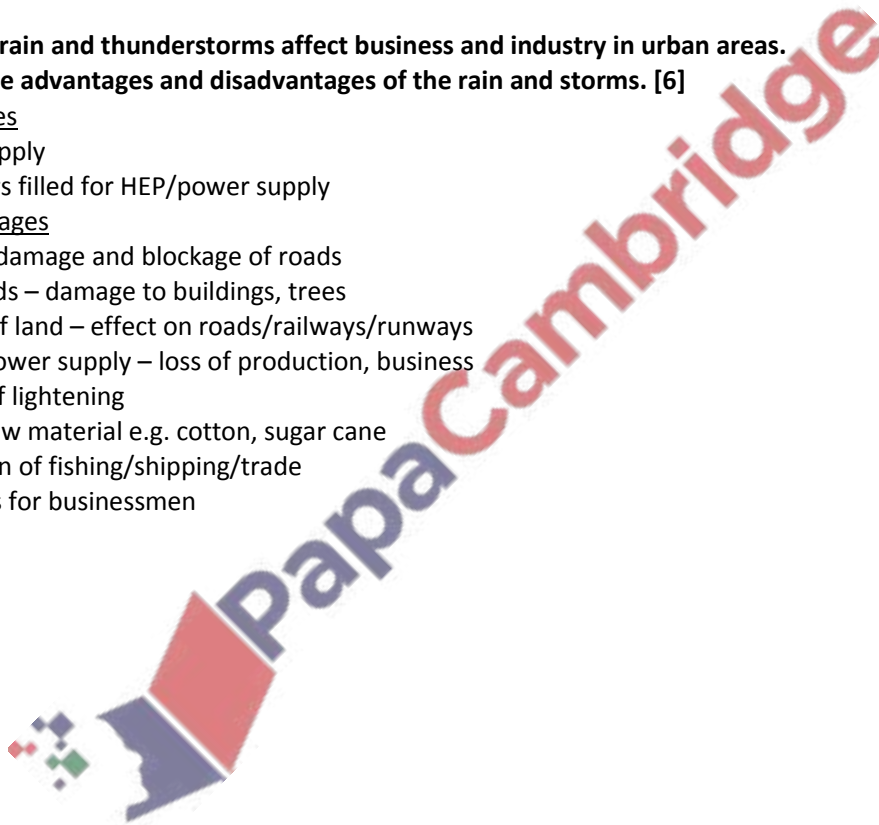 rain and thunderstorms affect business and industry in urban areas.
e advantages and disadvantages of the rain and storms. [6]
es
pply
s filled for HEP/power supply
ages
damage and blockage of roads
ds – damage to buildings, trees
f land – effect on roads/railways/runways
ower supply – loss of production, business
f lightening
w material e.g. cotton, sugar cane
n of fishing/shipping/trade
s for businessmen
PapaCambridge